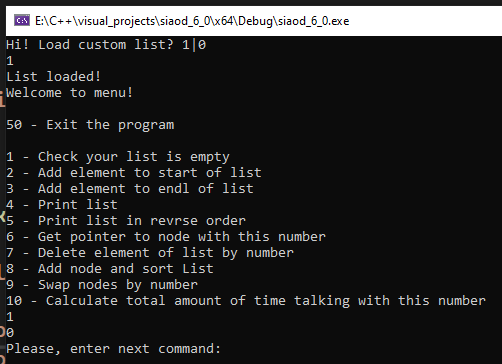 E:\C++\visual_projects\siaod_6_0\x64\Debug\siaod_6_0.exe
Hi! Load custom list? 1|0
1
List loaded!
Welcome to menu!
50 - Exit the program
1 - Check your list is empty
2 - Add element to start of list
3 - Add element to endl of list
4 - Print list
5 - Print list in revrse order
6 - Get pointer to node with this number
7 - Delete element of list by number
8 - Add node and sort List
9 - Swap nodes by number
10 - Calculate total amount of time talking with this number
1
0
Please, enter next command: